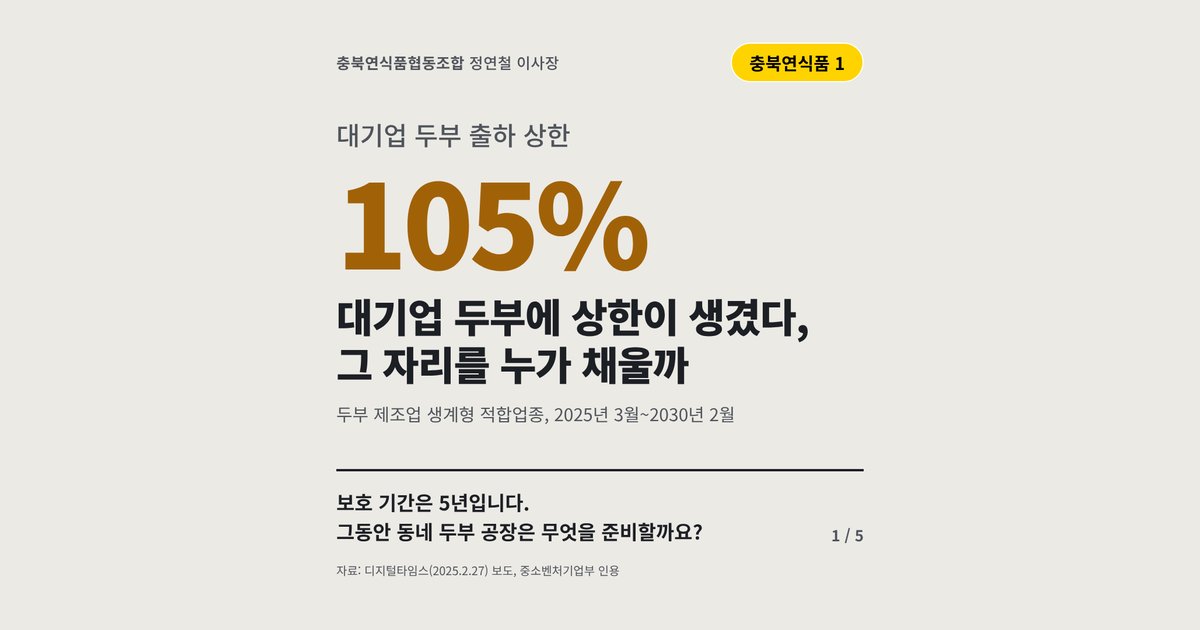 충북연식품협동조합 정연철 이사장
충북연식품 1
대기업 두부 출하 상한
105%
대기업 두부에 상한이 생겼다,
그 자리를 누가 채울까
두부 제조업 생계형 적합업종, 2025년 3월~2030년 2월
보호 기간은 5년입니다.
그동안 동네 두부 공장은 무엇을 준비할까요?
1 / 5
자료: 디지털타임스(2025.2.27) 보도, 중소벤처기업부 인용